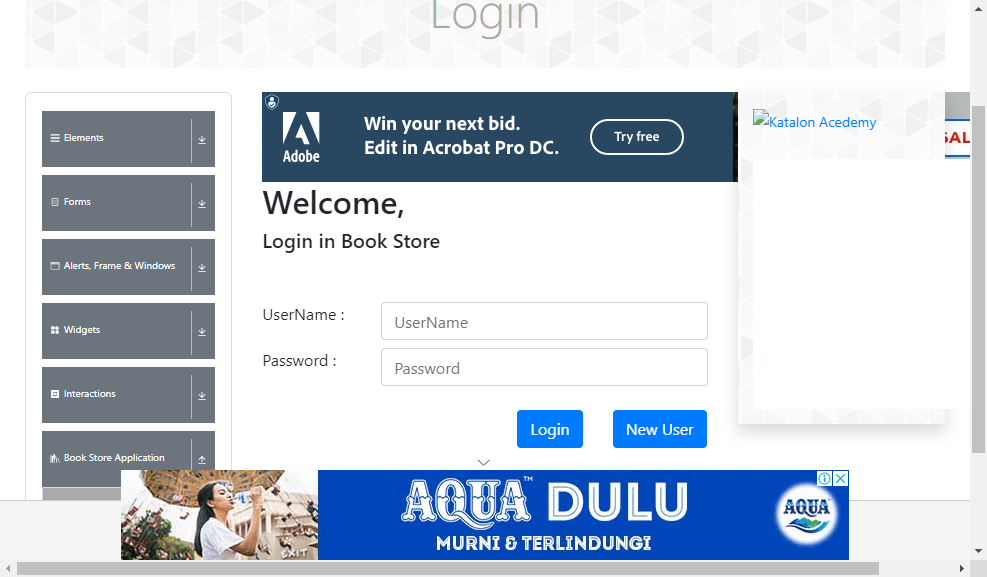 Login
Elements
Forms
Alerts, Frame & Windows
Widgets
Interactions
Book Store Application
Adobe
Win your next bid.
Edit in Acrobat Pro DC.
Try free
Katalon Acedemy
SAL
Welcome,
Login in Book Store
UserName :
UserName
Password :
Password
Login
New User
EXIT
AQUA™ DULU
MURNI & TERLINDUNGI
AQUA